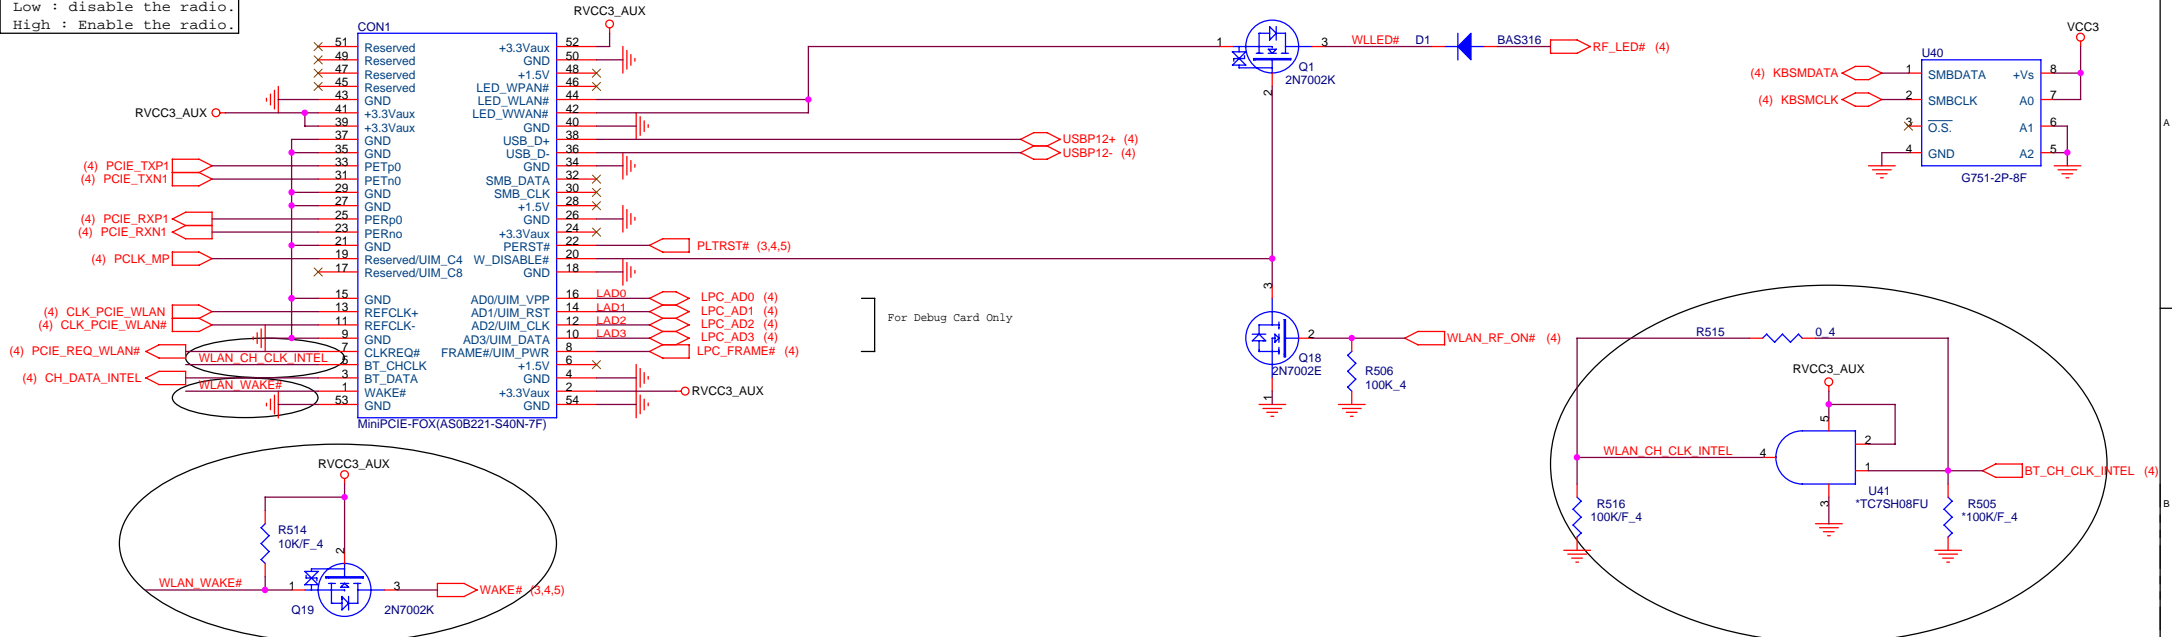 Low : disable the radio.
High : Enable the radio.
CON1
RVCC3_AUX
51 Reserved +3.3Vaux 52
49 Reserved GND 50
47 Reserved +1.5V 48
45 Reserved LED_WPAN# 46
43 GND LED_WLAN# 44
RVCC3_AUX 41 +3.3Vaux LED_WWAN# 42
39 +3.3Vaux GND 40
37 GND USB_D+ 38 USBP12+ (4)
35 GND USB_D- 36 USBP12- (4)
(4) PCIE_TXP1 33 PETp0 GND 34
(4) PCIE_TXN1 31 PETn0 SMB_DATA 32
29 GND SMB_CLK 30
27 GND +1.5V 28
(4) PCIE_RXP1 25 PERp0 GND 26
(4) PCIE_RXN1 23 PERno +3.3Vaux 24
21 GND PERST# 22 PLTRST# (3,4,5)
(4) PCLK_MP 19 Reserved/UIM_C4 W_DISABLE# 20
17 Reserved/UIM_C8 GND 18
15 GND AD0/UIM_VPP 16 LAD0 LPC_AD0 (4)
(4) CLK_PCIE_WLAN 13 REFCLK+ AD1/UIM_RST 14 LAD1 LPC_AD1 (4)
(4) CLK_PCIE_WLAN# 11 REFCLK- AD2/UIM_CLK 12 LAD2 LPC_AD2 (4)
9 GND AD3/UIM_DATA 10 LAD3 LPC_AD3 (4)
(4) PCIE_REQ_WLAN# 7 CLKREQ# FRAME#/UIM_PWR 8 LPC_FRAME# (4)
WLAN_CH_CLK_INTEL 5 BT_CHCLK +1.5V 6
(4) CH_DATA_INTEL 3 BT_DATA GND 4
WLAN_WAKE# 1 WAKE# +3.3Vaux 2 RVCC3_AUX
53 GND GND 54
MiniPCIE-FOX(AS0B221-S40N-7F)
For Debug Card Only
1 3 WLLED# D1 BAS316 RF_LED# (4)
Q1
2N7002K
2
3
2 WLAN_RF_ON# (4)
Q18
2N7002E
1
R506
100K_4
VCC3
U40
(4) KBSMDATA 1 SMBDATA +Vs 8
(4) KBSMCLK 2 SMBCLK A0 7
3 O.S. A1 6
4 GND A2 5
G751-2P-8F
A
B
R515 0_4
RVCC3_AUX
5
2
WLAN_CH_CLK_INTEL 4
1 BT_CH_CLK_INTEL (4)
U41
*TC7SH08FU
3
R516
100K/F_4
R505
*100K/F_4
RVCC3_AUX
R514
10K/F_4
2
WLAN_WAKE# 1 3 WAKE# (3,4,5)
Q19 2N7002K